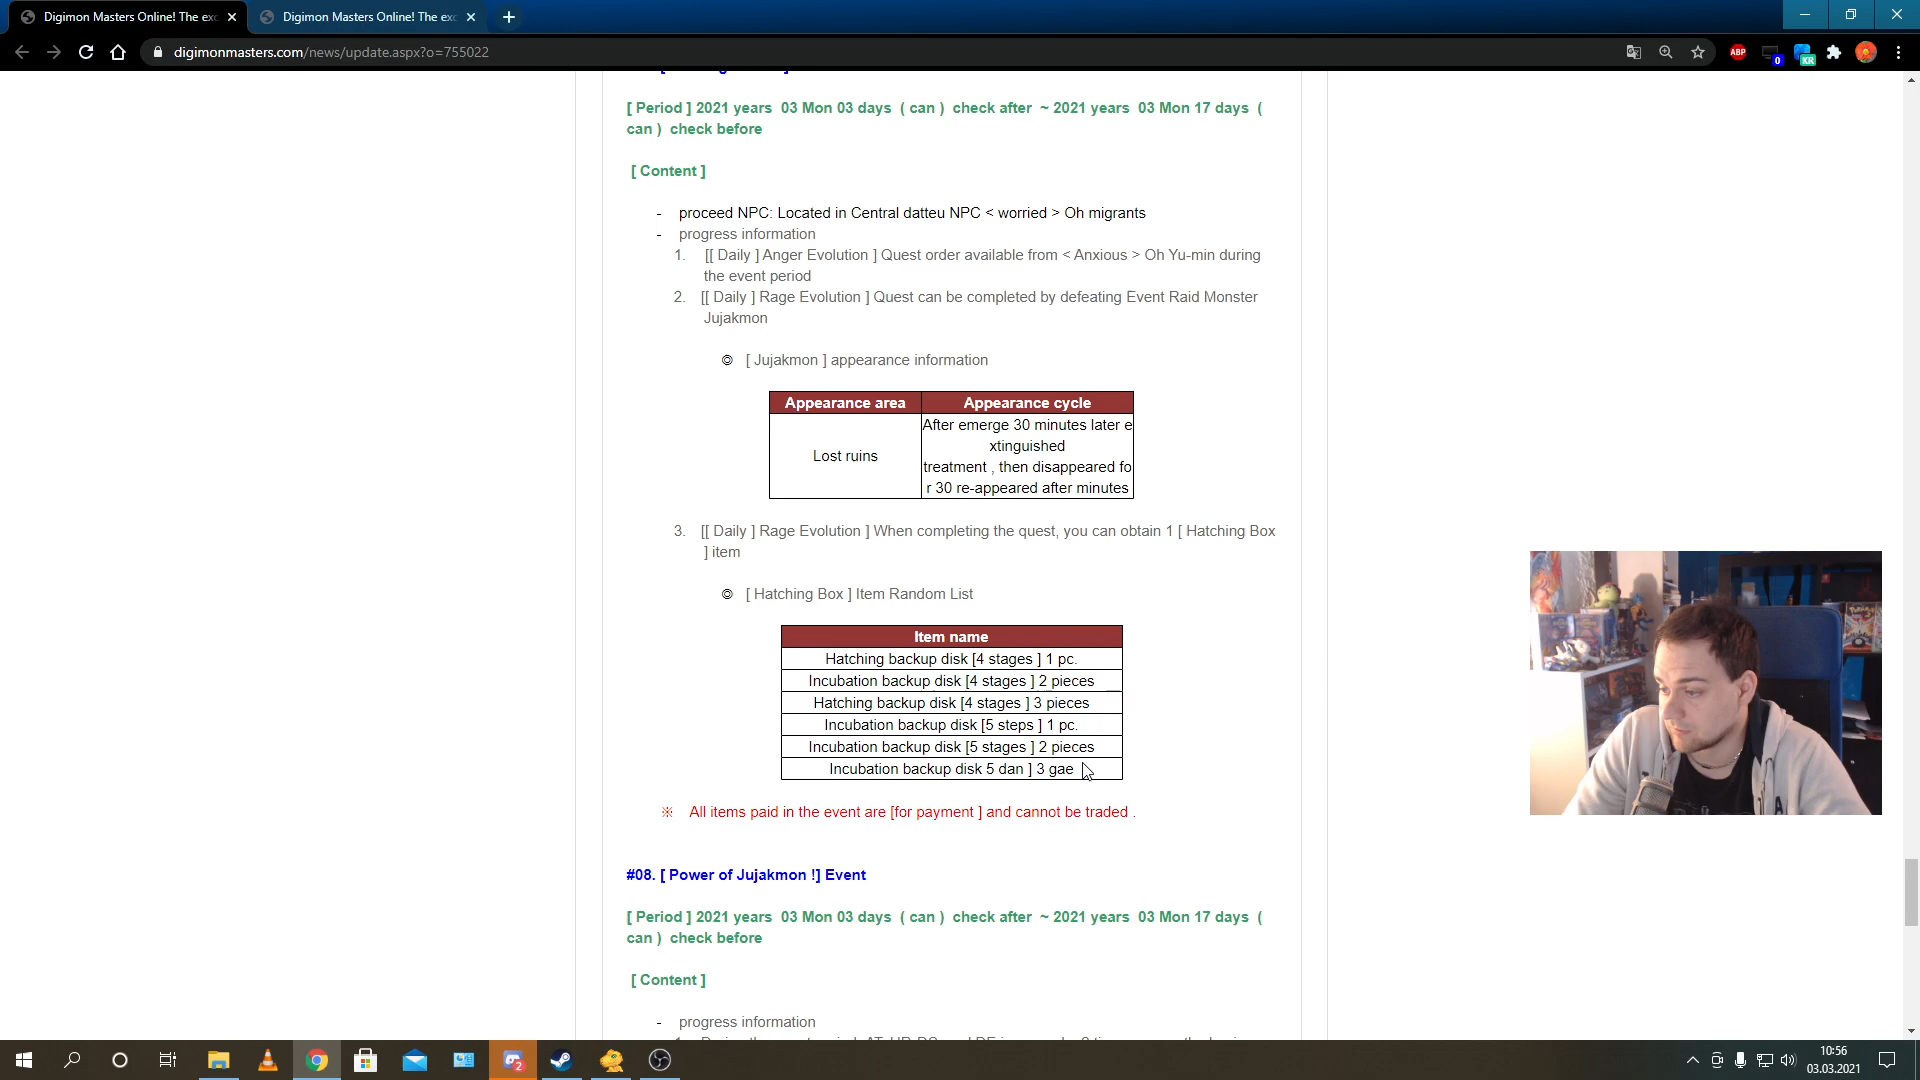 Digimon Masters Online! The exc
Digimon Masters Online! The exc
digimonmasters.com/news/update.aspx?o=755022
ABP
0
KR
[ Period ] 2021 years 03 Mon 03 days ( can ) check after ~ 2021 years 03 Mon 17 days (
can ) check before
[ Content ]
- proceed NPC: Located in Central datteu NPC < worried > Oh migrants
- progress information
1. [[ Daily ] Anger Evolution ] Quest order available from < Anxious > Oh Yu-min during
the event period
2. [[ Daily ] Rage Evolution ] Quest can be completed by defeating Event Raid Monster
Jujakmon
◎ [ Jujakmon ] appearance information
Appearance area Appearance cycle
After emerge 30 minutes later e
xtinguished
Lost ruins
treatment , then disappeared fo
r 30 re-appeared after minutes
3. [[ Daily ] Rage Evolution ] When completing the quest, you can obtain 1 [ Hatching Box
] item
◎ [ Hatching Box ] Item Random List
Item name
Hatching backup disk [4 stages ] 1 pc.
Incubation backup disk [4 stages ] 2 pieces
Hatching backup disk [4 stages ] 3 pieces
Incubation backup disk [5 steps ] 1 pc.
Incubation backup disk [5 stages ] 2 pieces
Incubation backup disk 5 dan ] 3 gae
※ All items paid in the event are [for payment ] and cannot be traded .
#08. [ Power of Jujakmon !] Event
[ Period ] 2021 years 03 Mon 03 days ( can ) check after ~ 2021 years 03 Mon 17 days (
can ) check before
[ Content ]
- progress information
2
10:56
03.03.2021